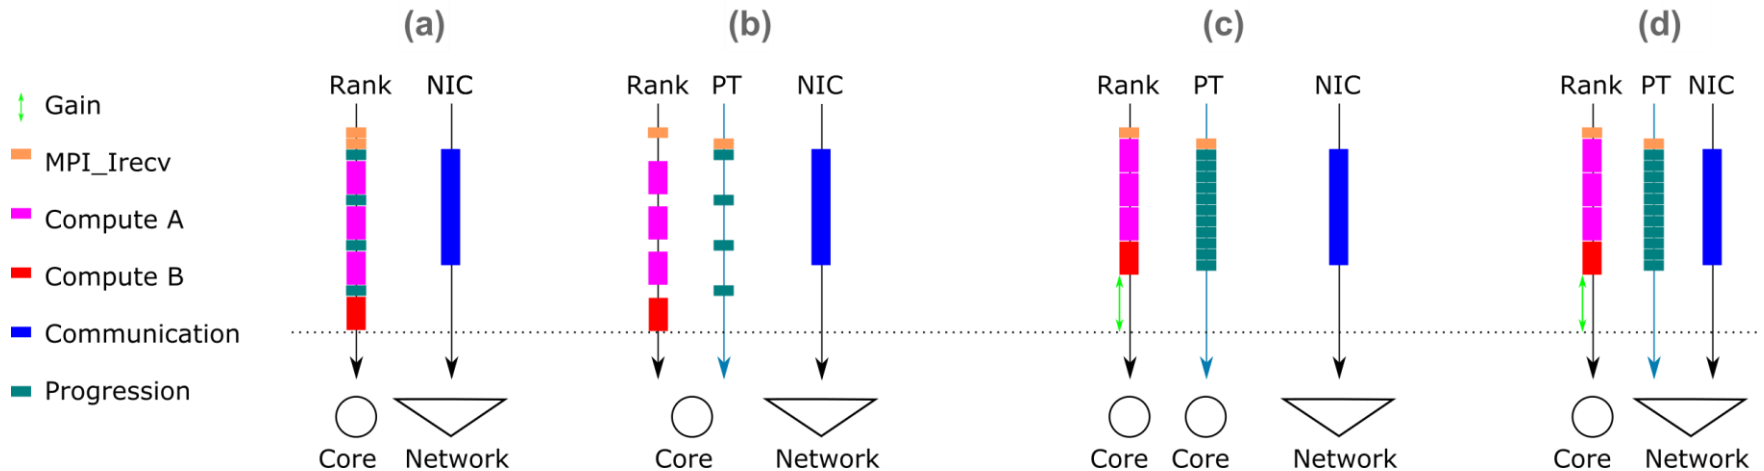 (a) (b) (c) (d)
Rank NIC Rank PT NIC Rank PT NIC Rank PT NIC
Gain
MPI_Irecv
Compute A
Compute B
Communication
Progression
Core Network Core Network Core Core Network Core Network